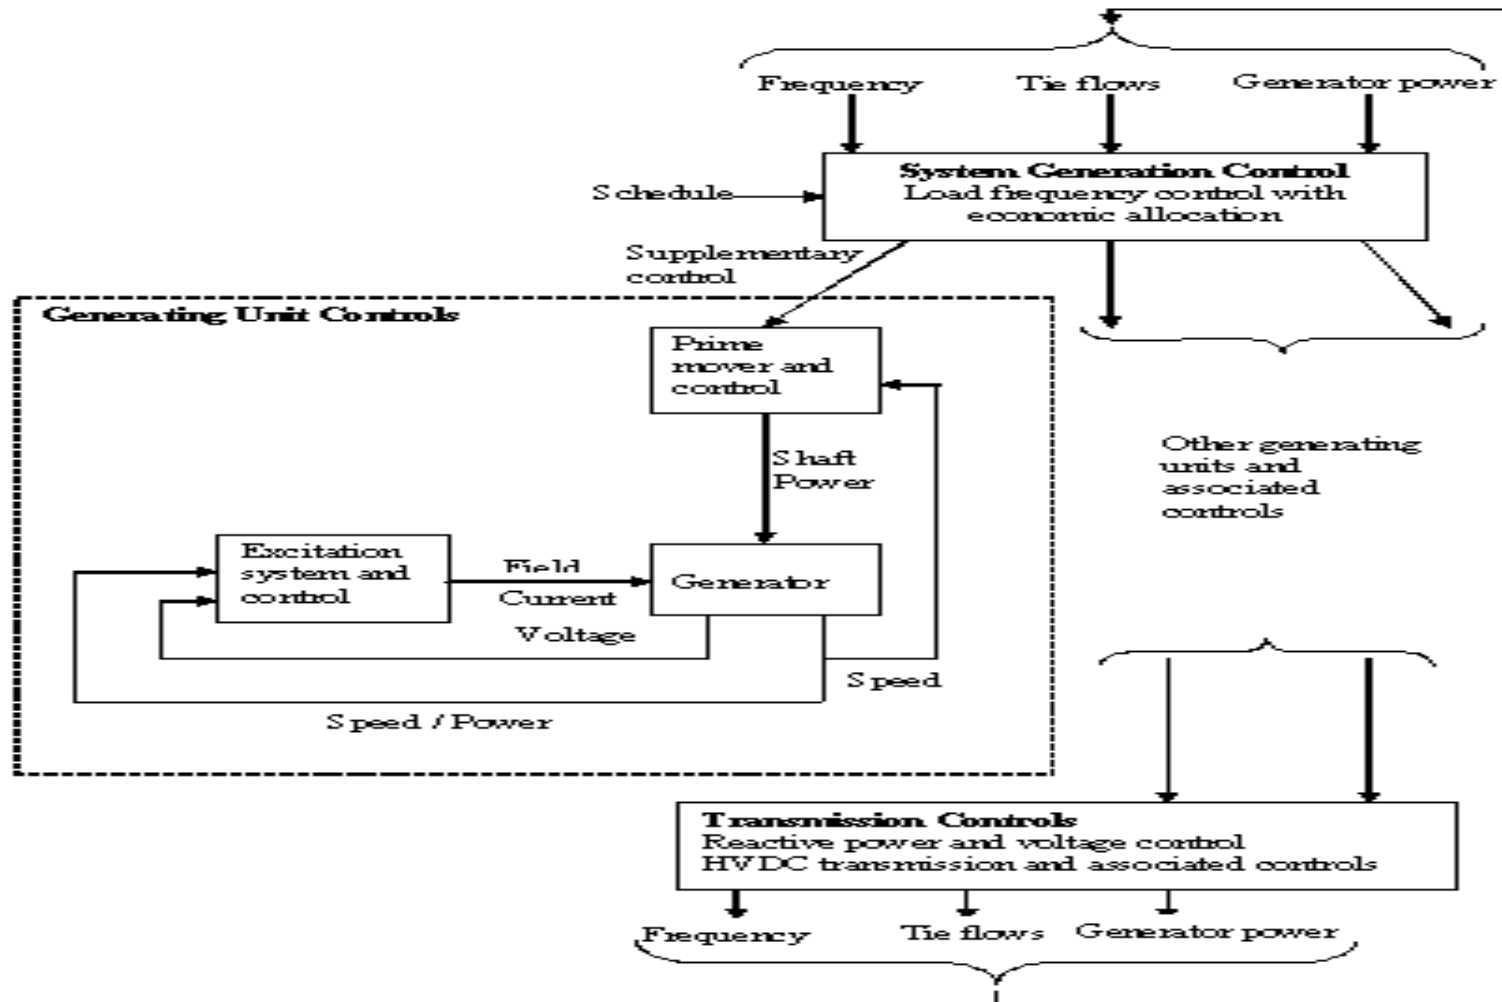 Frequency
Tie flows
Generator power
System Generation Control
Load frequency control with
economic allocation
Schedule
Supplementary
control
Generating Unit Controls
Prime
mover and
control
Shaft
Power
Other generating
units and
associated
controls
Excitation
system and
control
Field
Current
Generator
Voltage
Speed
Speed / Power
Transmission Controls
Reactive power and voltage control
HVDC transmission and associated controls
Frequency
Tie flows
Generator power